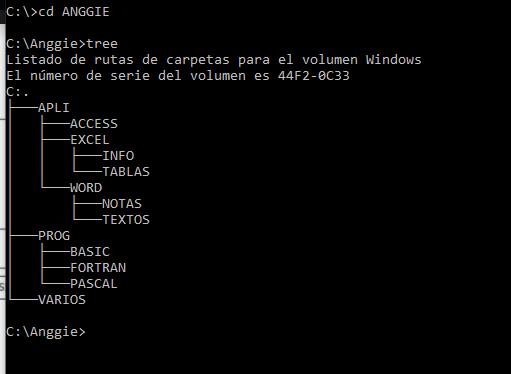 C:\>cd ANGGIE
C:\Anggie>tree
Listado de rutas de carpetas para el volumen Windows
El número de serie del volumen es 44F2-0C33
C:.
├───APLI
│   ├───ACCESS
│   ├───EXCEL
│   │   ├───INFO
│   │   └───TABLAS
│   └───WORD
│       ├───NOTAS
│       └───TEXTOS
├───PROG
│   ├───BASIC
│   ├───FORTRAN
│   └───PASCAL
└───VARIOS
C:\Anggie>